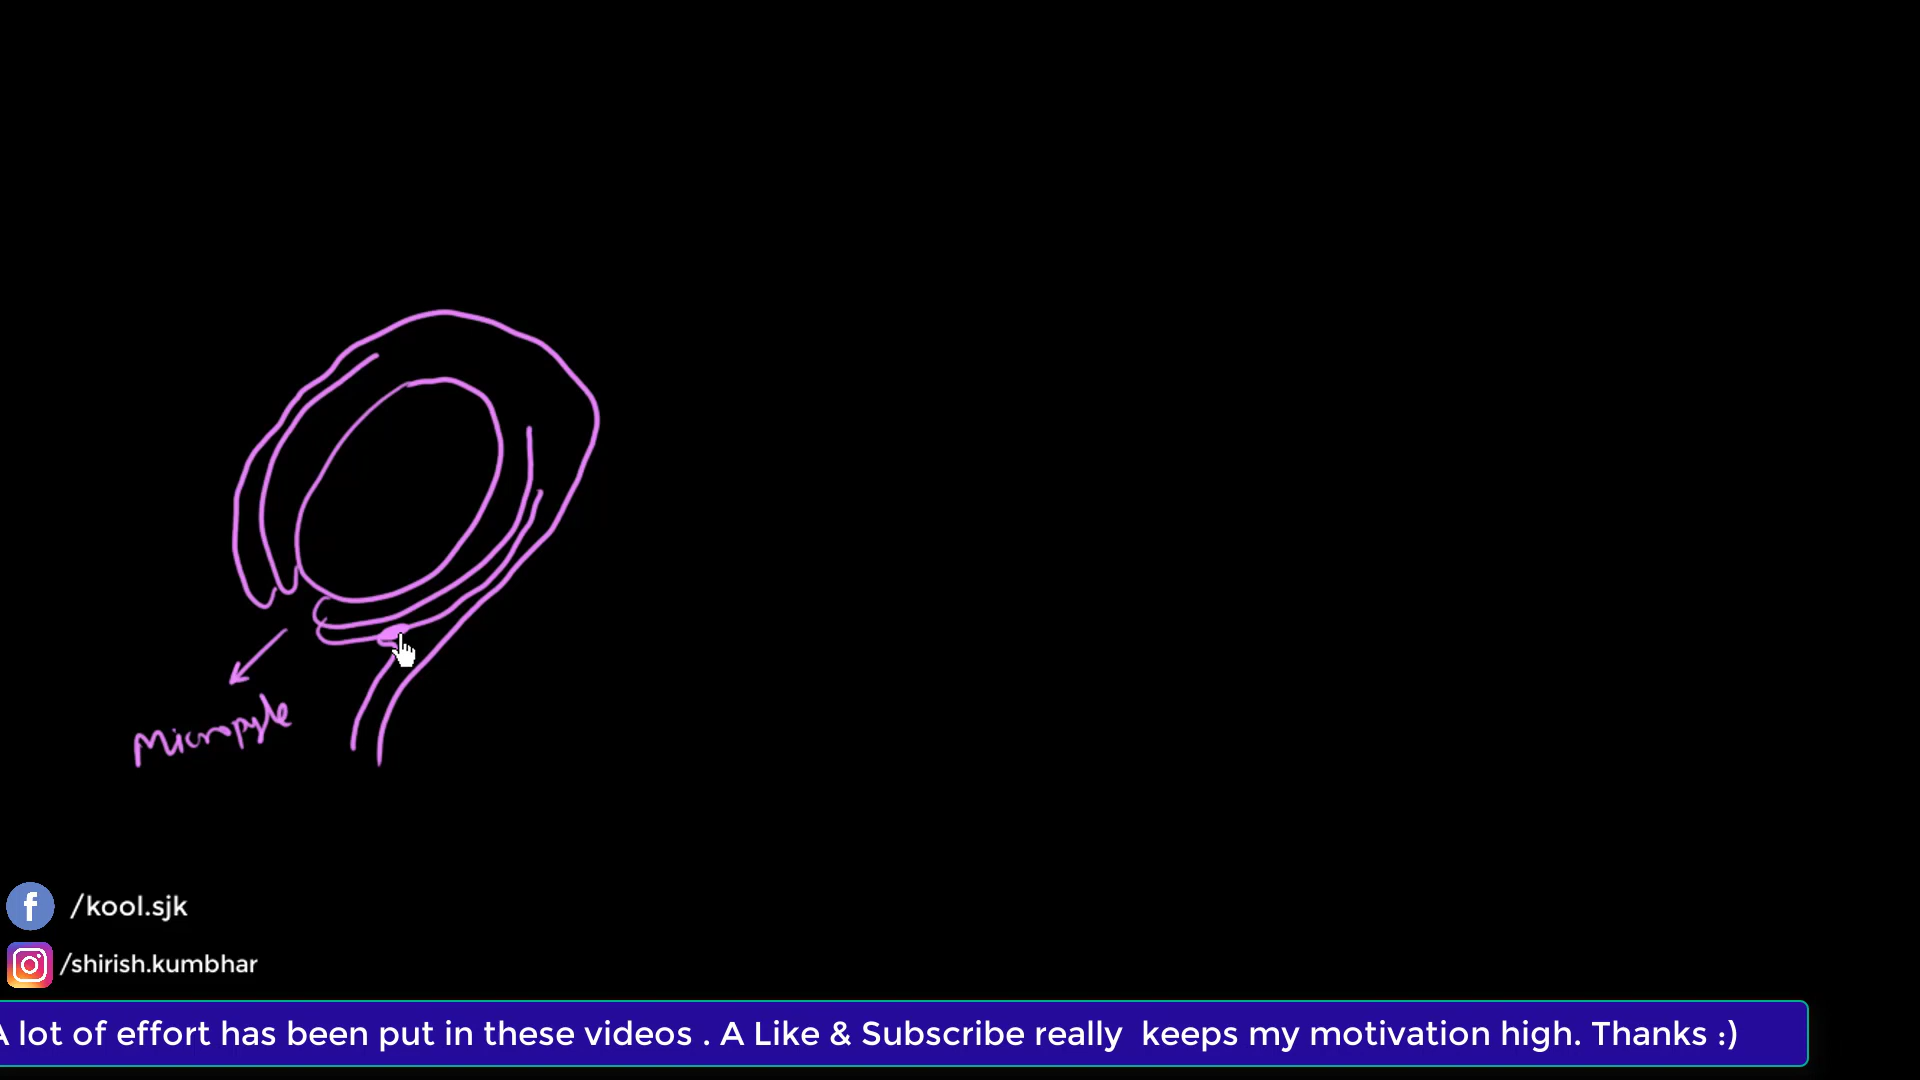 Micropyle
/kool.sjk
/shirish.kumbhar
A lot of effort has been put in these videos . A Like & Subscribe really keeps my motivation high. Thanks :)